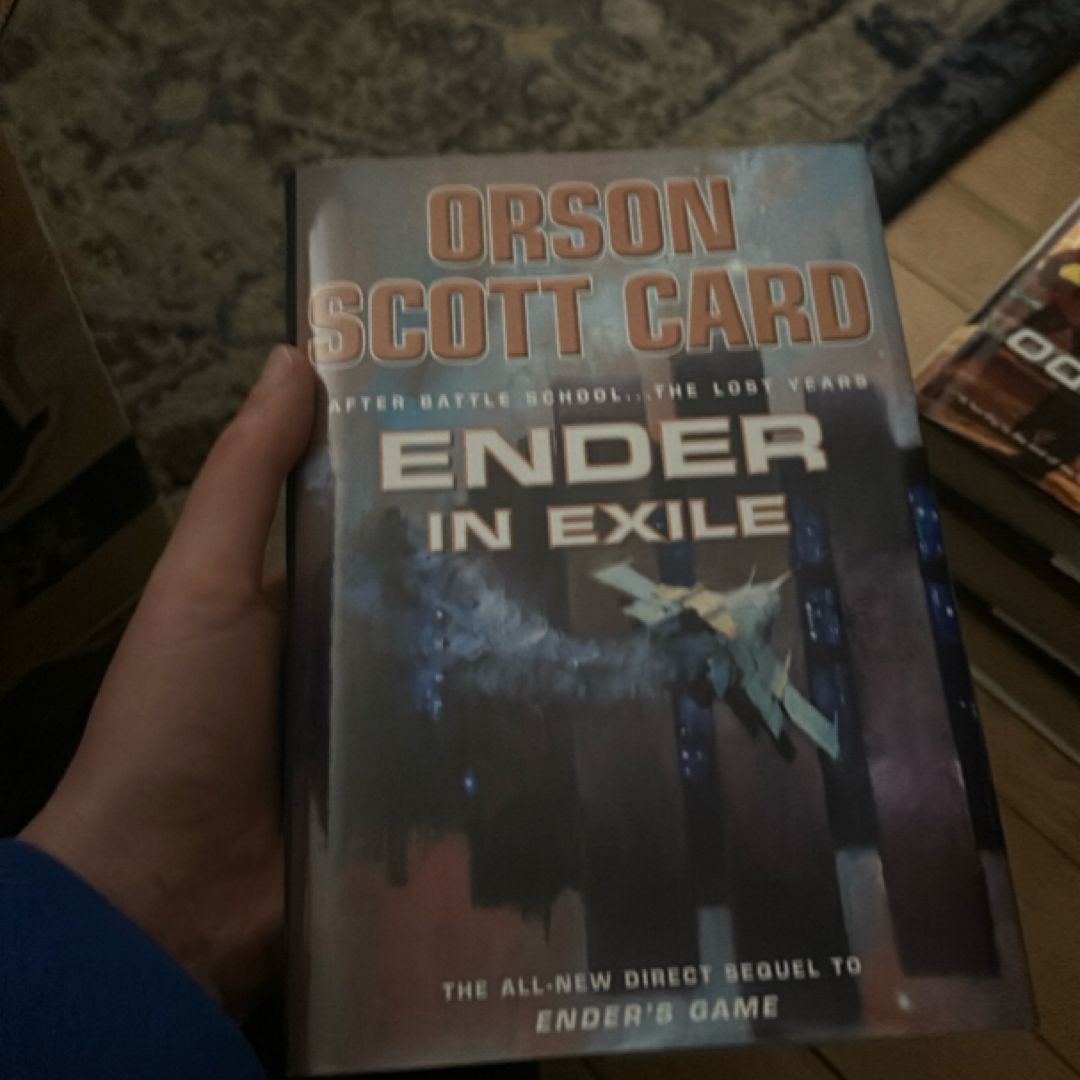 ORSON
SCOTT CARD
AFTER BATTLE SCHOOL...THE LOST YEARS
ENDER
IN EXILE
THE ALL-NEW DIRECT SEQUEL TO
ENDER'S GAME